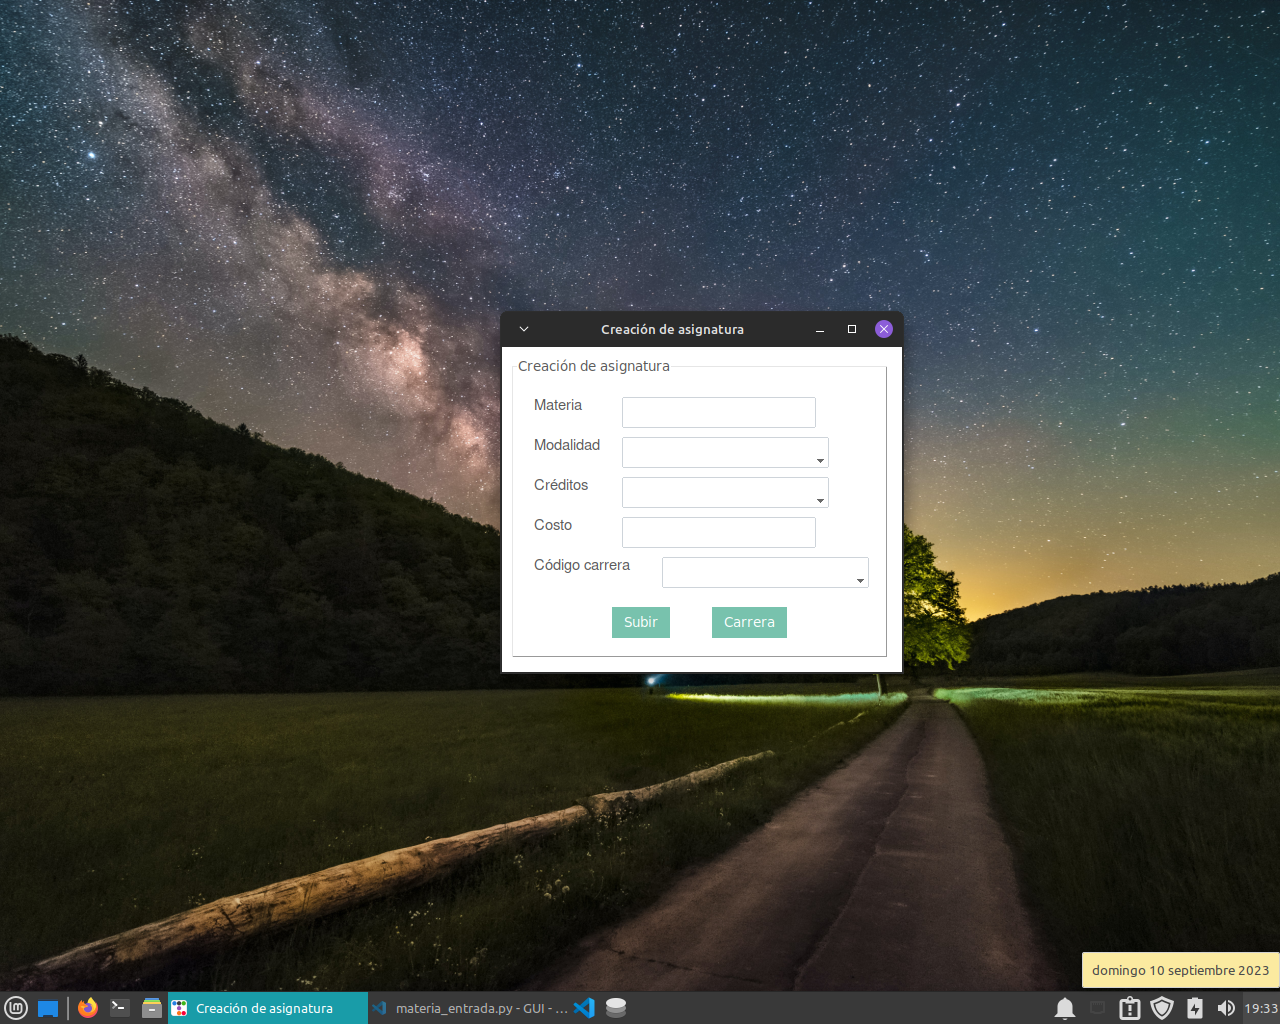 Creación de asignatura
Creación de asignatura
Materia
Modalidad
Créditos
Costo
Código carrera
Subir
Carrera
domingo 10 septiembre 2023
Creación de asignatura
materia_entrada.py - GUI - ...
19:33